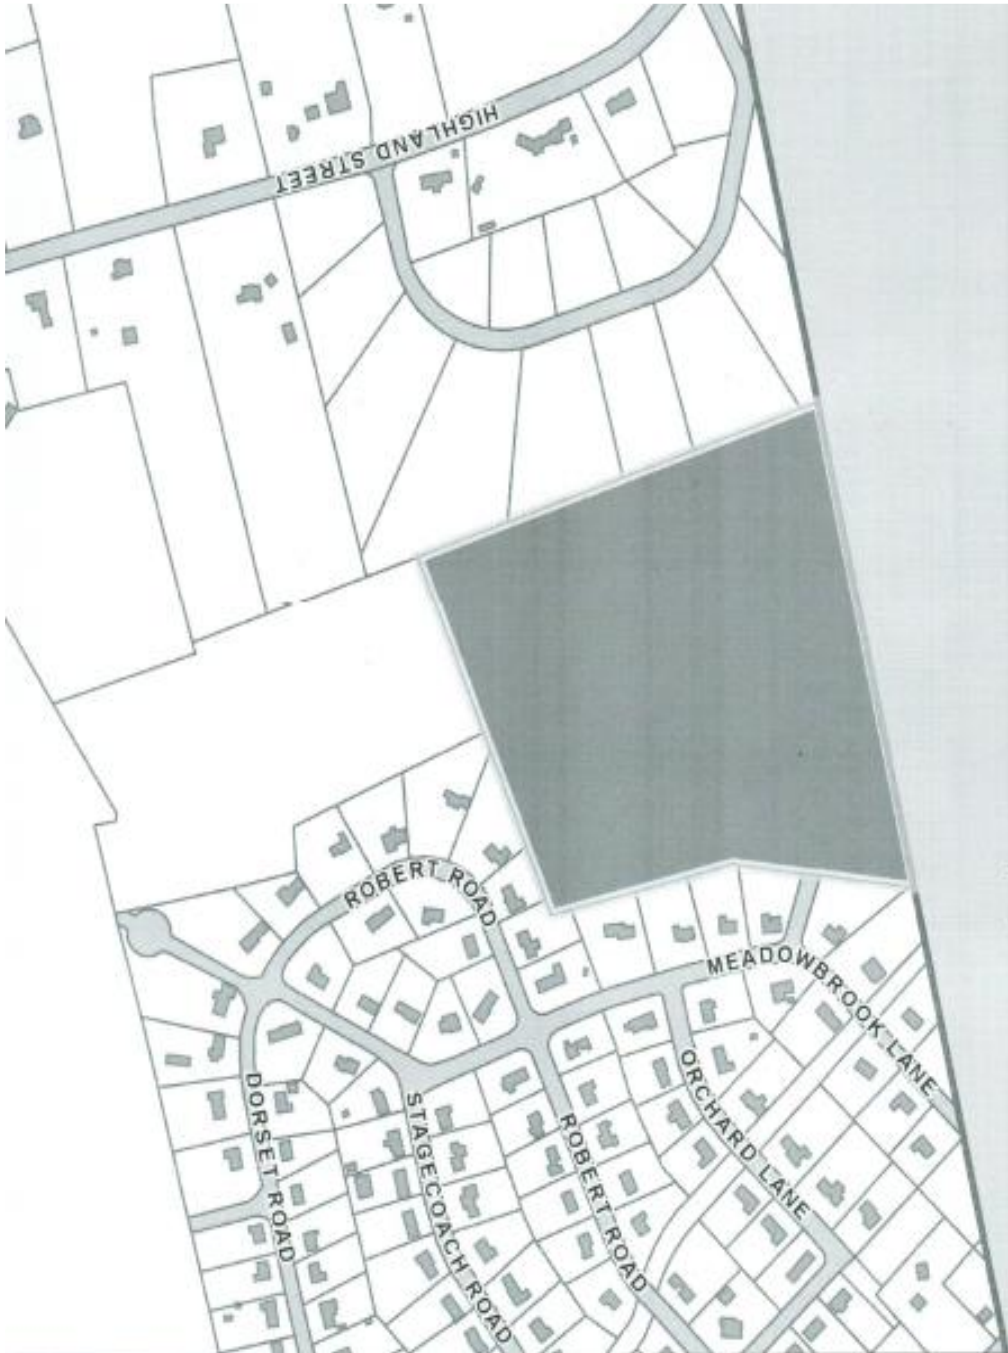 HIGHLAND STREET
ROBERT ROAD
MEADOWBROOK LANE
ORCHARD LANE
DORSET ROAD
STAGECOACH ROAD
ROBERT ROAD